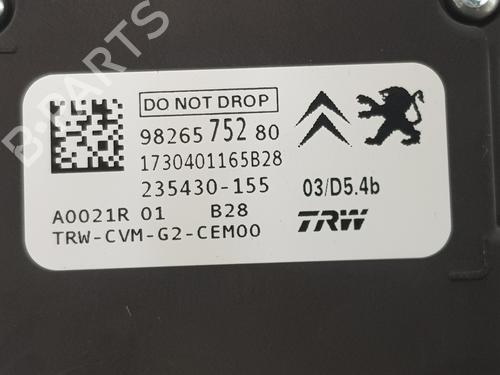 DO NOT DROP
98265 752 80
1730401165B28
235430-155
03/D5.4b
A0021R 01 B28
TRW-CVM-G2-CEM00
TRW
B-PARTS